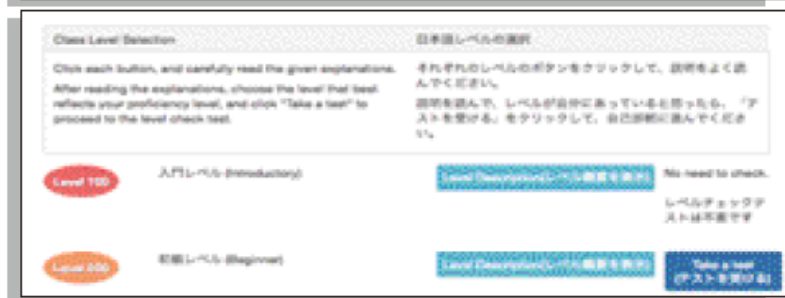 Class Level Selection
日本語レベルの選択
Click each button, and carefully read the given explanations.
After reading the explanations, choose the level that best
reflects your proficiency level, and click "Take a test" to
proceed to the level check test.
それぞれのレベルのボタンをクリックして、説明をよく読
んでください。
説明を読んで、レベルが自分にあっていると思ったら、「テ
ストを受ける」をクリックして、自己診断に進んでくださ
い。
Level 100
入門レベル (Introductory)
Level Description(レベル概要を表示)
No need to check.
レベルチェックテ
ストは不要です
Level 200
初級レベル (Beginner)
Level Description(レベル概要を表示)
Take a test
(テストを受ける)